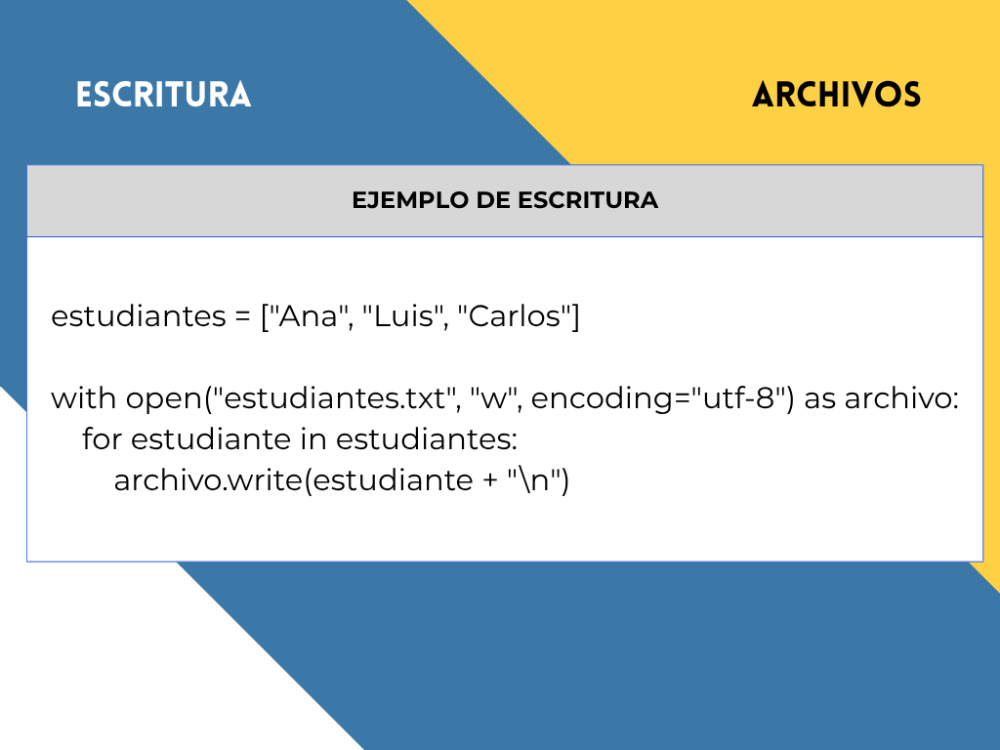 ESCRITURA
ARCHIVOS
EJEMPLO DE ESCRITURA
estudiantes = ["Ana", "Luis", "Carlos"]
with open("estudiantes.txt", "w", encoding="utf-8") as archivo:
    for estudiante in estudiantes:
        archivo.write(estudiante + "\n")